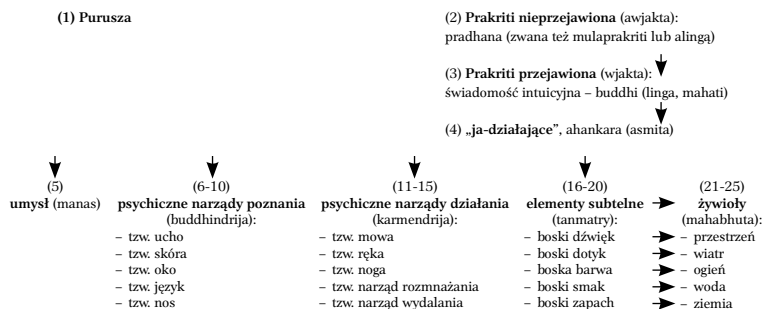 (1) Purusza
(2) Prakriti nieprzejawiona (awjakta):
pradhana (zwana też mulaprakriti lub alingą)
(3) Prakriti przejawiona (wjakta):
świadomość intuicyjna – buddhi (linga, mahati)
(4) „ja-działające”, ahankara (asmita)
(5)
umysł (manas)
(6-10)
psychiczne narządy poznania
(buddhindrija):
– tzw. ucho
– tzw. skóra
– tzw. oko
– tzw. język
– tzw. nos
(11-15)
psychiczne narządy działania
(karmendrija):
– tzw. mowa
– tzw. ręka
– tzw. noga
– tzw. narząd rozmnażania
– tzw. narząd wydalania
(16-20)
elementy subtelne
(tanmatry):
– boski dźwięk
– boski dotyk
– boska barwa
– boski smak
– boski zapach
(21-25)
żywioły
(mahabhuta):
– przestrzeń
– wiatr
– ogień
– woda
– ziemia